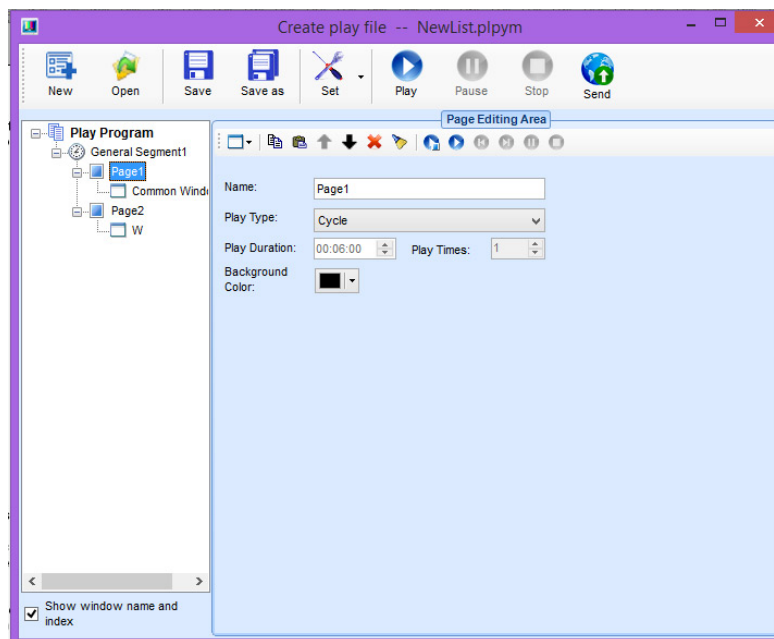 Create play file -- NewList.plpym
New Open Save Save as Set Play Pause Stop Send
Page Editing Area
Play Program
General Segment1
Page1
Common Wind
Page2
W
Name: Page1
Play Type: Cycle
Play Duration: 00:06:00 Play Times: 1
Background
Color:
Show window name and
index